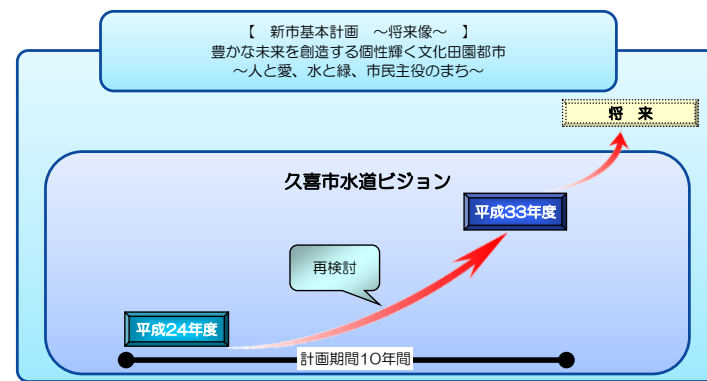 【　新市基本計画　～将来像～　】
豊かな未来を創造する個性輝く文化田園都市
～人と愛、水と緑、市民主役のまち～
将　来
久喜市水道ビジョン
平成33年度
再検討
平成24年度
計画期間10年間